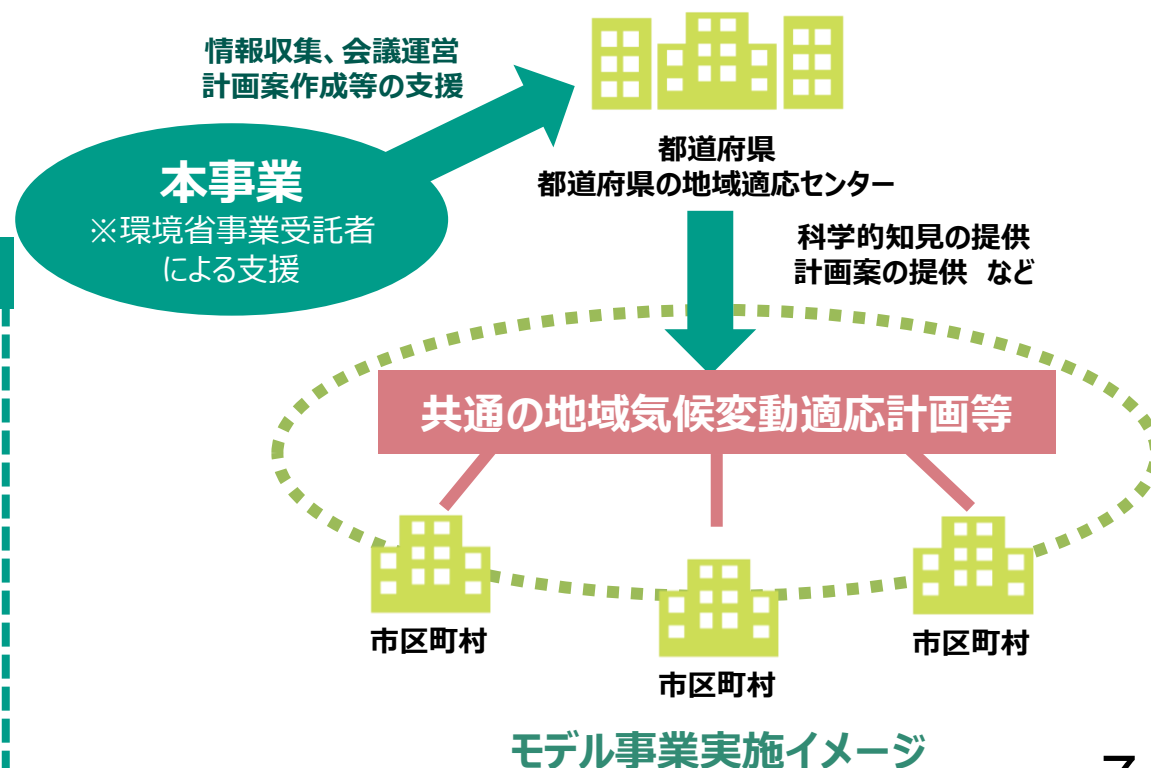 情報収集、会議運営
計画案作成等の支援
本事業
※環境省事業受託者
による支援
都道府県
都道府県の地域適応センター
科学的知見の提供
計画案の提供 など
共通の地域気候変動適応計画等
市区町村
市区町村
市区町村
モデル事業実施イメージ